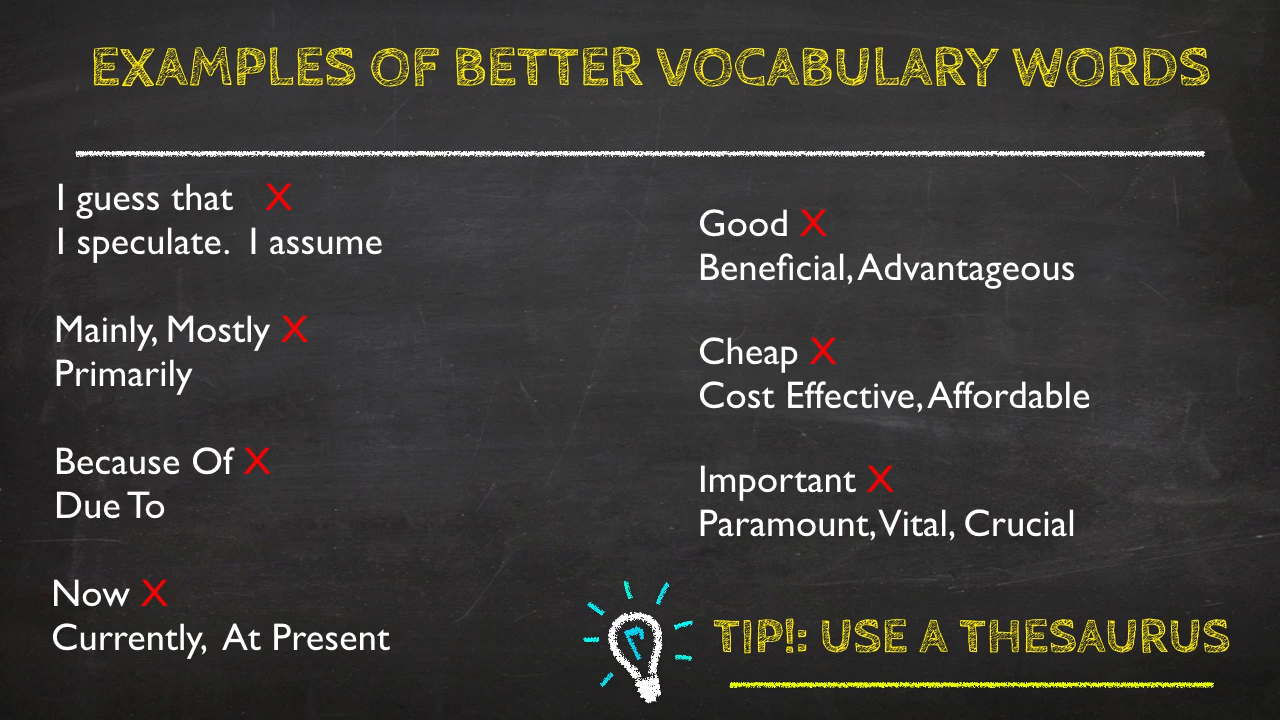 EXAMPLES OF BETTER VOCABULARY WORDS
I guess that X
I speculate. I assume
Mainly, Mostly X
Primarily
Because Of X
Due To
Now X
Currently, At Present
Good X
Beneficial, Advantageous
Cheap X
Cost Effective, Affordable
Important X
Paramount, Vital, Crucial
TIP!: USE A THESAURUS